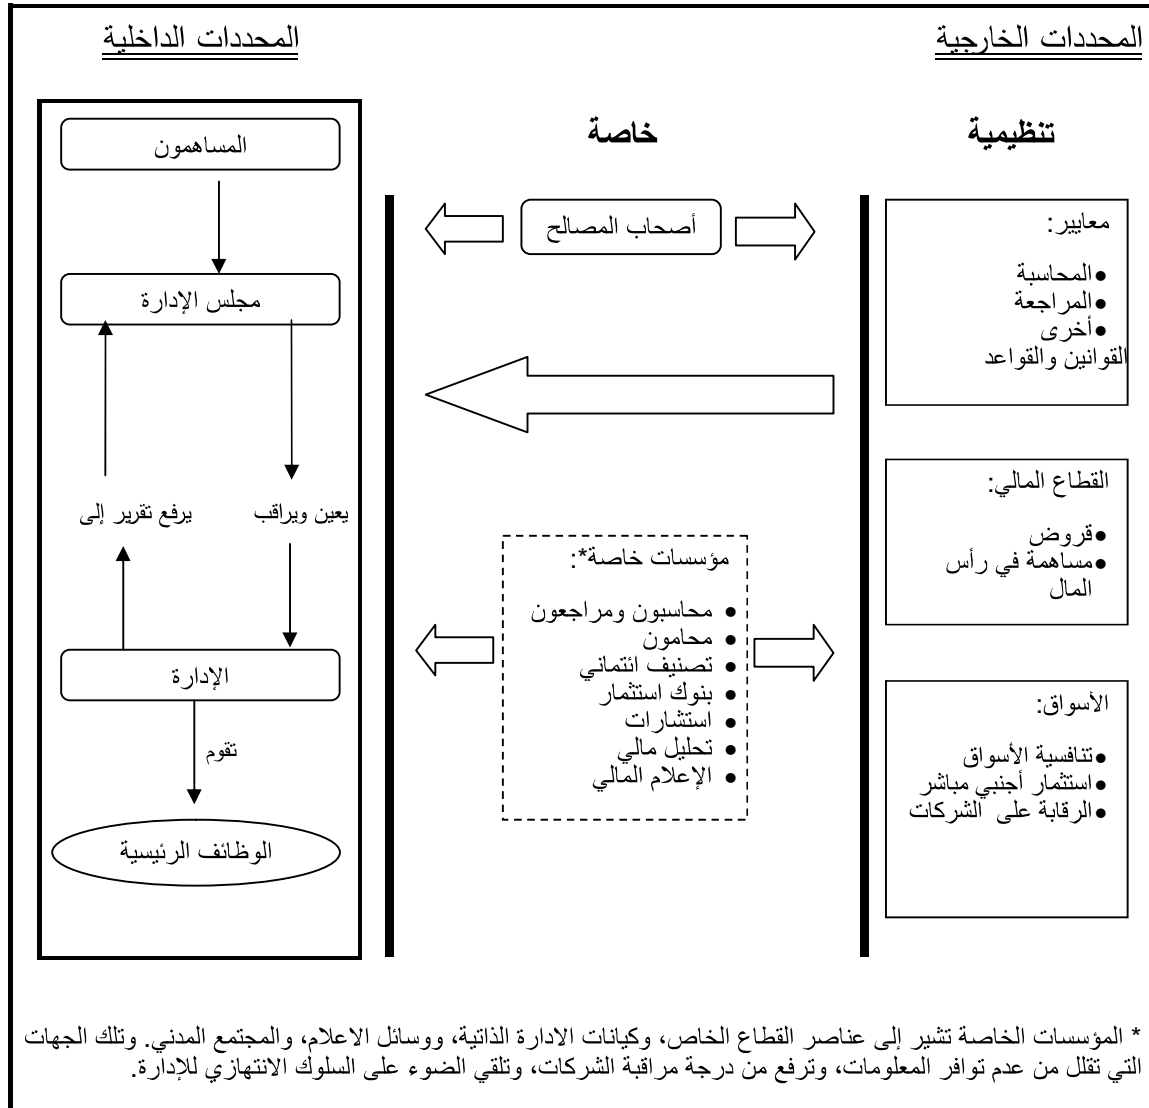 المحددات الخارجية
المحددات الداخلية
تنظيمية
خاصة
معايير:
●المحاسبة
●المراجعة
●أخرى
القوانين والقواعد
القطاع المالي:
●قروض
●مساهمة في رأس
المال
الأسواق:
●تنافسية الأسواق
●استثمار أجنبي مباشر
●الرقابة على الشركات
أصحاب المصالح
مؤسسات خاصة*:
● محاسبون ومراجعون
● محامون
● تصنيف ائتماني
● بنوك استثمار
● استشارات
● تحليل مالي
● الإعلام المالي
المساهمون
مجلس الإدارة
يعين ويراقب
يرفع تقرير إلى
الإدارة
تقوم
الوظائف الرئيسية
* المؤسسات الخاصة تشير إلى عناصر القطاع الخاص، وكيانات الادارة الذاتية، ووسائل الاعلام، والمجتمع المدني. وتلك الجهات
التي تقلل من عدم توافر المعلومات، وترفع من درجة مراقبة الشركات، وتلقي الضوء على السلوك الانتهازي للإدارة.